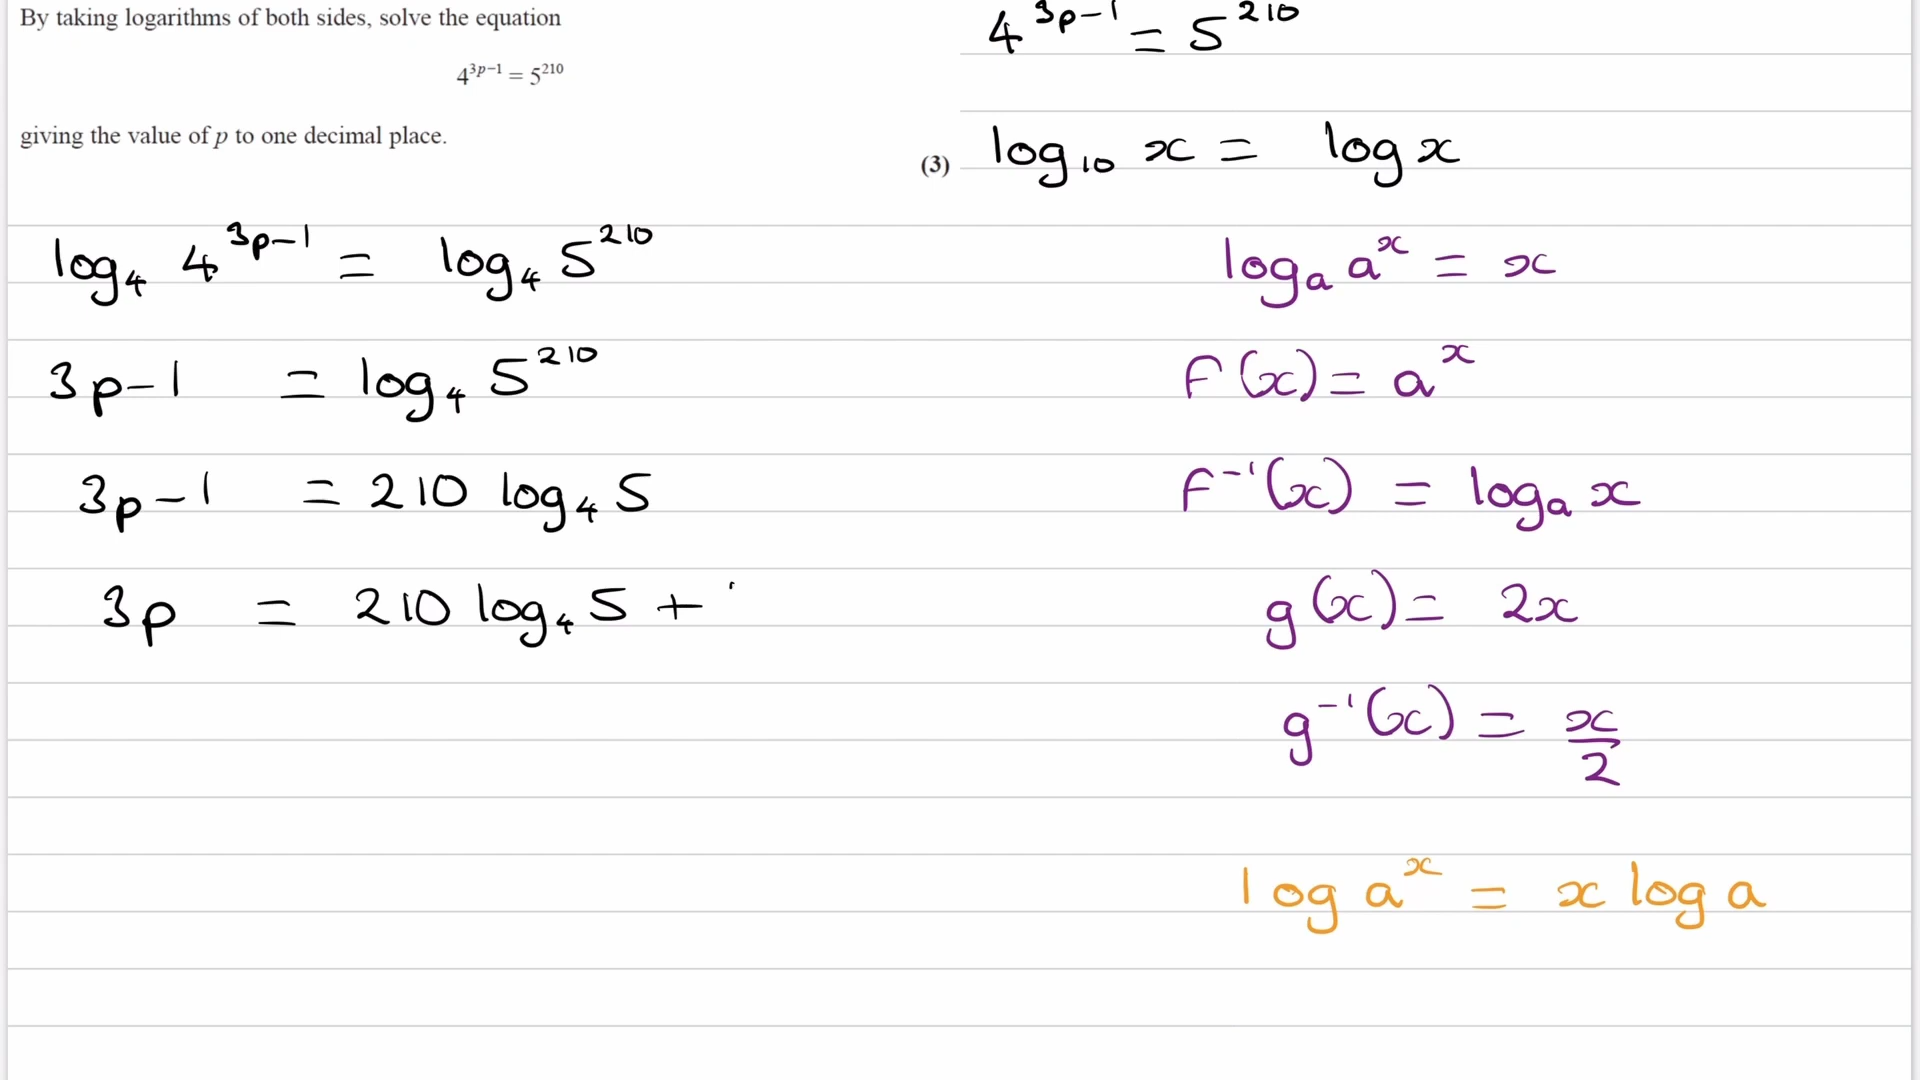 By taking logarithms of both sides, solve the equation
4^{3p−1} = 5^{210}
giving the value of p to one decimal place.
(3)
log₄ 4^{3p−1} = log₄ 5^{210}
3p−1 = log₄ 5^{210}
3p−1 = 210 log₄ 5
3p = 210 log₄ 5 +
4^{3p−1} = 5^{210}
log₁₀ x = log x
logₐ a^x = x
F(x) = a^x
F^{-1}(x) = logₐ x
g(x) = 2x
g^{-1}(x) = x/2
log a^x = x log a